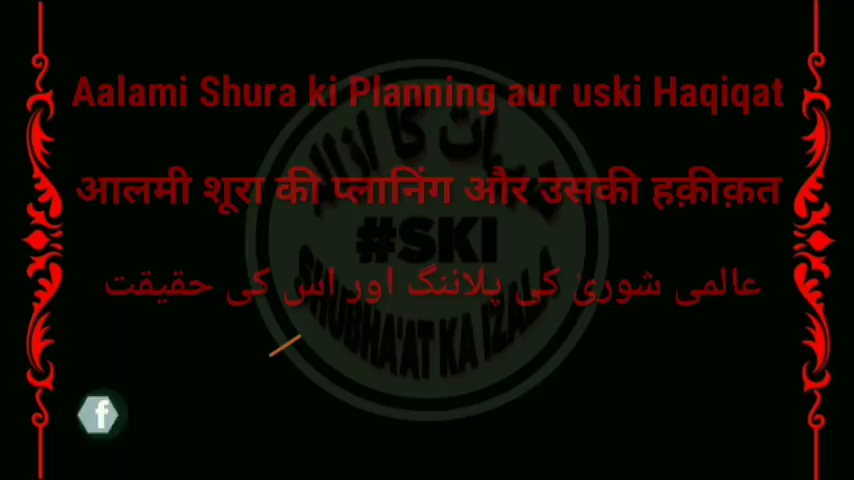 Aalami Shura ki Planning aur uski Haqiqat
आलमी शूरा की प्लानिंग और उसकी हक़ीक़त
#SKI
عالمی شوریٰ کی پلاننگ اور اس کی حقیقت
SHUBHA'AT KA IZALA
f